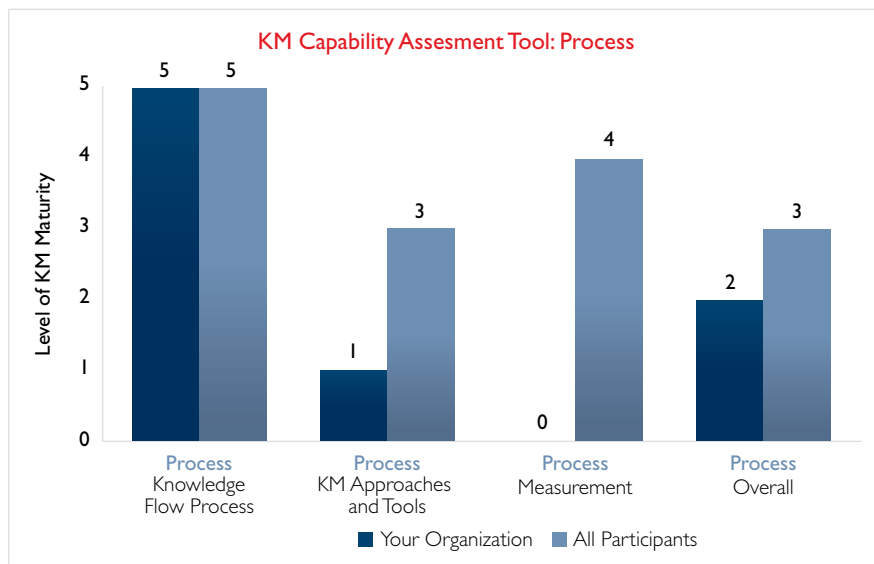 KM Capability Assesment Tool: Process
5 5
5
4
4
3
3
3
2
2
1
1
0
0
Level of KM Maturity
Process Process Process Process
Knowledge KM Approaches Measurement Overall
Flow Process and Tools
Your Organization All Participants